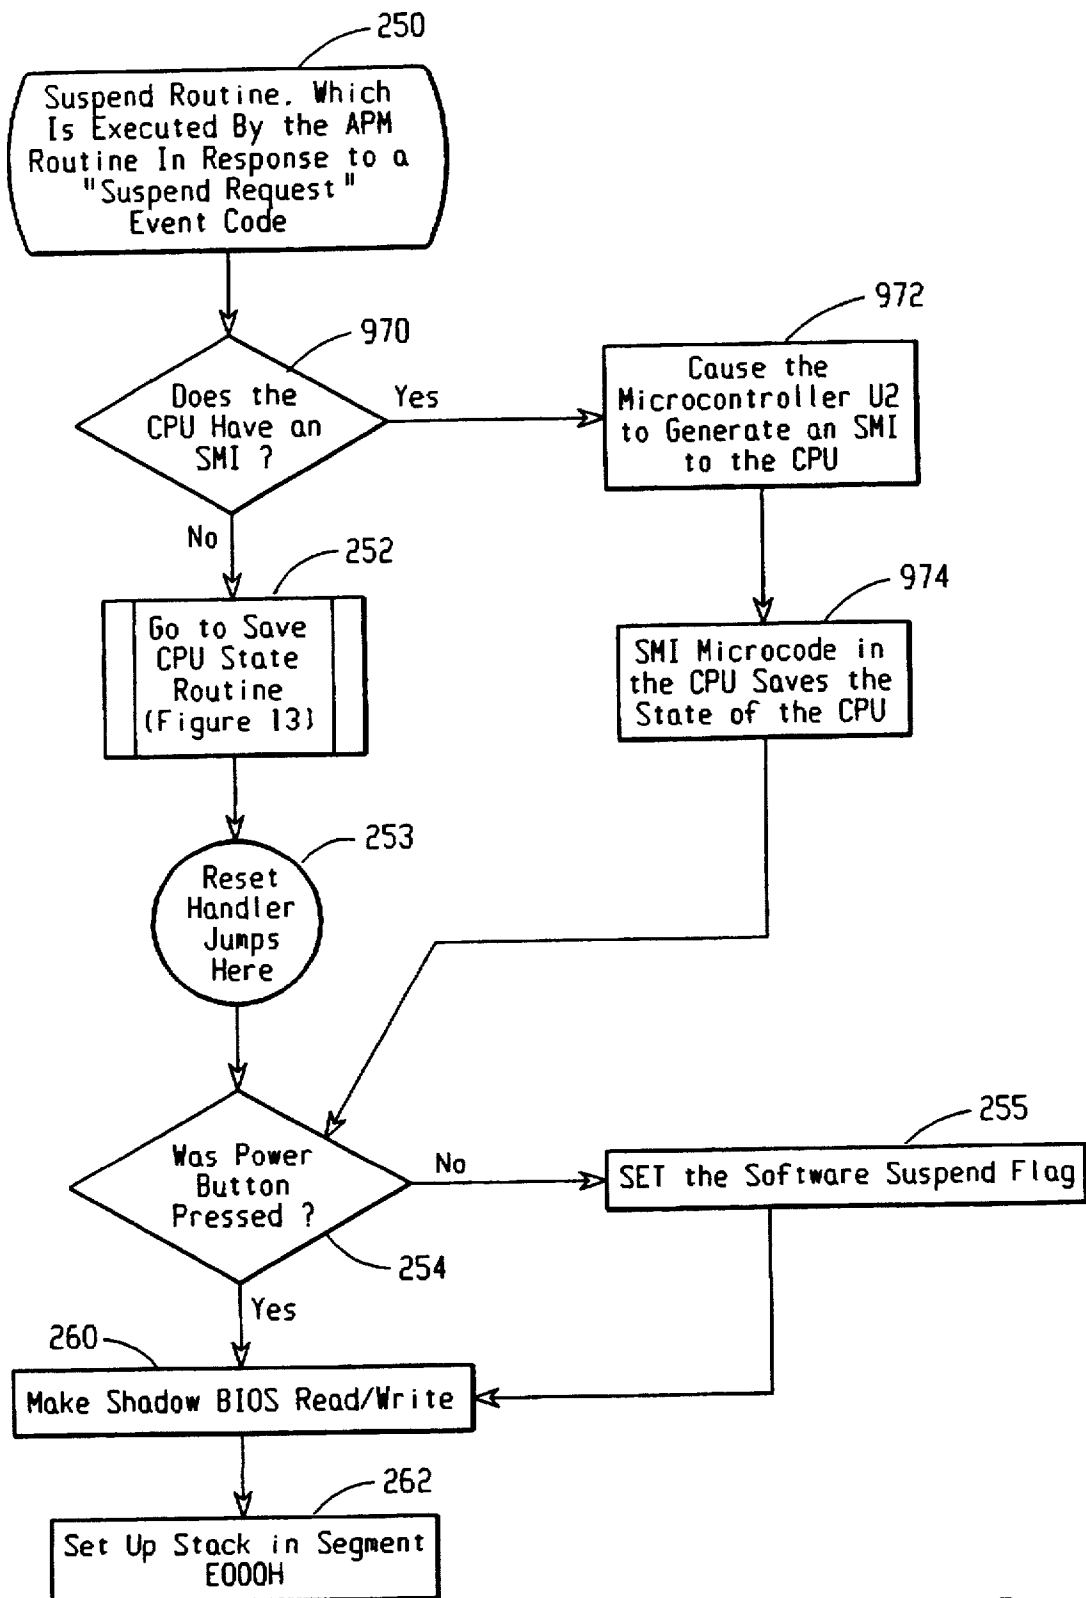 250
Suspend Routine. Which
Is Executed By the APM
Routine In Response to a
"Suspend Request"
Event Code
970
Does the
CPU Have an
SMI ?
Yes
972
Cause the
Microcontroller U2
to Generate an SMI
to the CPU
No
252
Go to Save
CPU State
Routine
(Figure 13)
974
SMI Microcode in
the CPU Saves the
State of the CPU
253
Reset
Handler
Jumps
Here
Was Power
Button
Pressed ?
254
No
255
SET the Software Suspend Flag
Yes
260
Make Shadow BIOS Read/Write
262
Set Up Stack in Segment
E000H